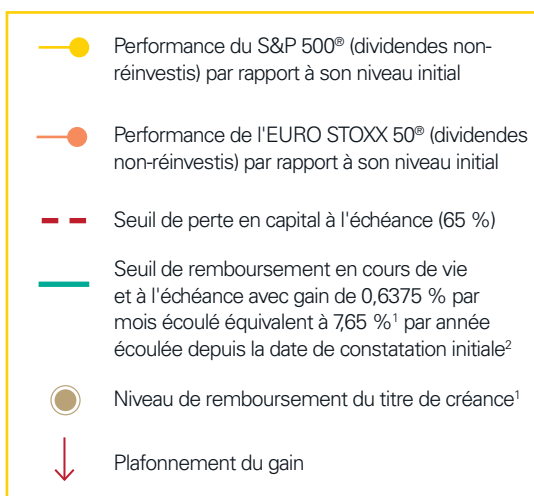 Performance du S&P 500® (dividendes non-
réinvestis) par rapport à son niveau initial
Performance de l'EURO STOXX 50® (dividendes
non-réinvestis) par rapport à son niveau initial
Seuil de perte en capital à l'échéance (65 %)
Seuil de remboursement en cours de vie
et à l'échéance avec gain de 0,6375 % par
mois écoulé équivalent à 7,65 %¹ par année
écoulée depuis la date de constatation initiale²
Niveau de remboursement du titre de créance¹
Plafonnement du gain